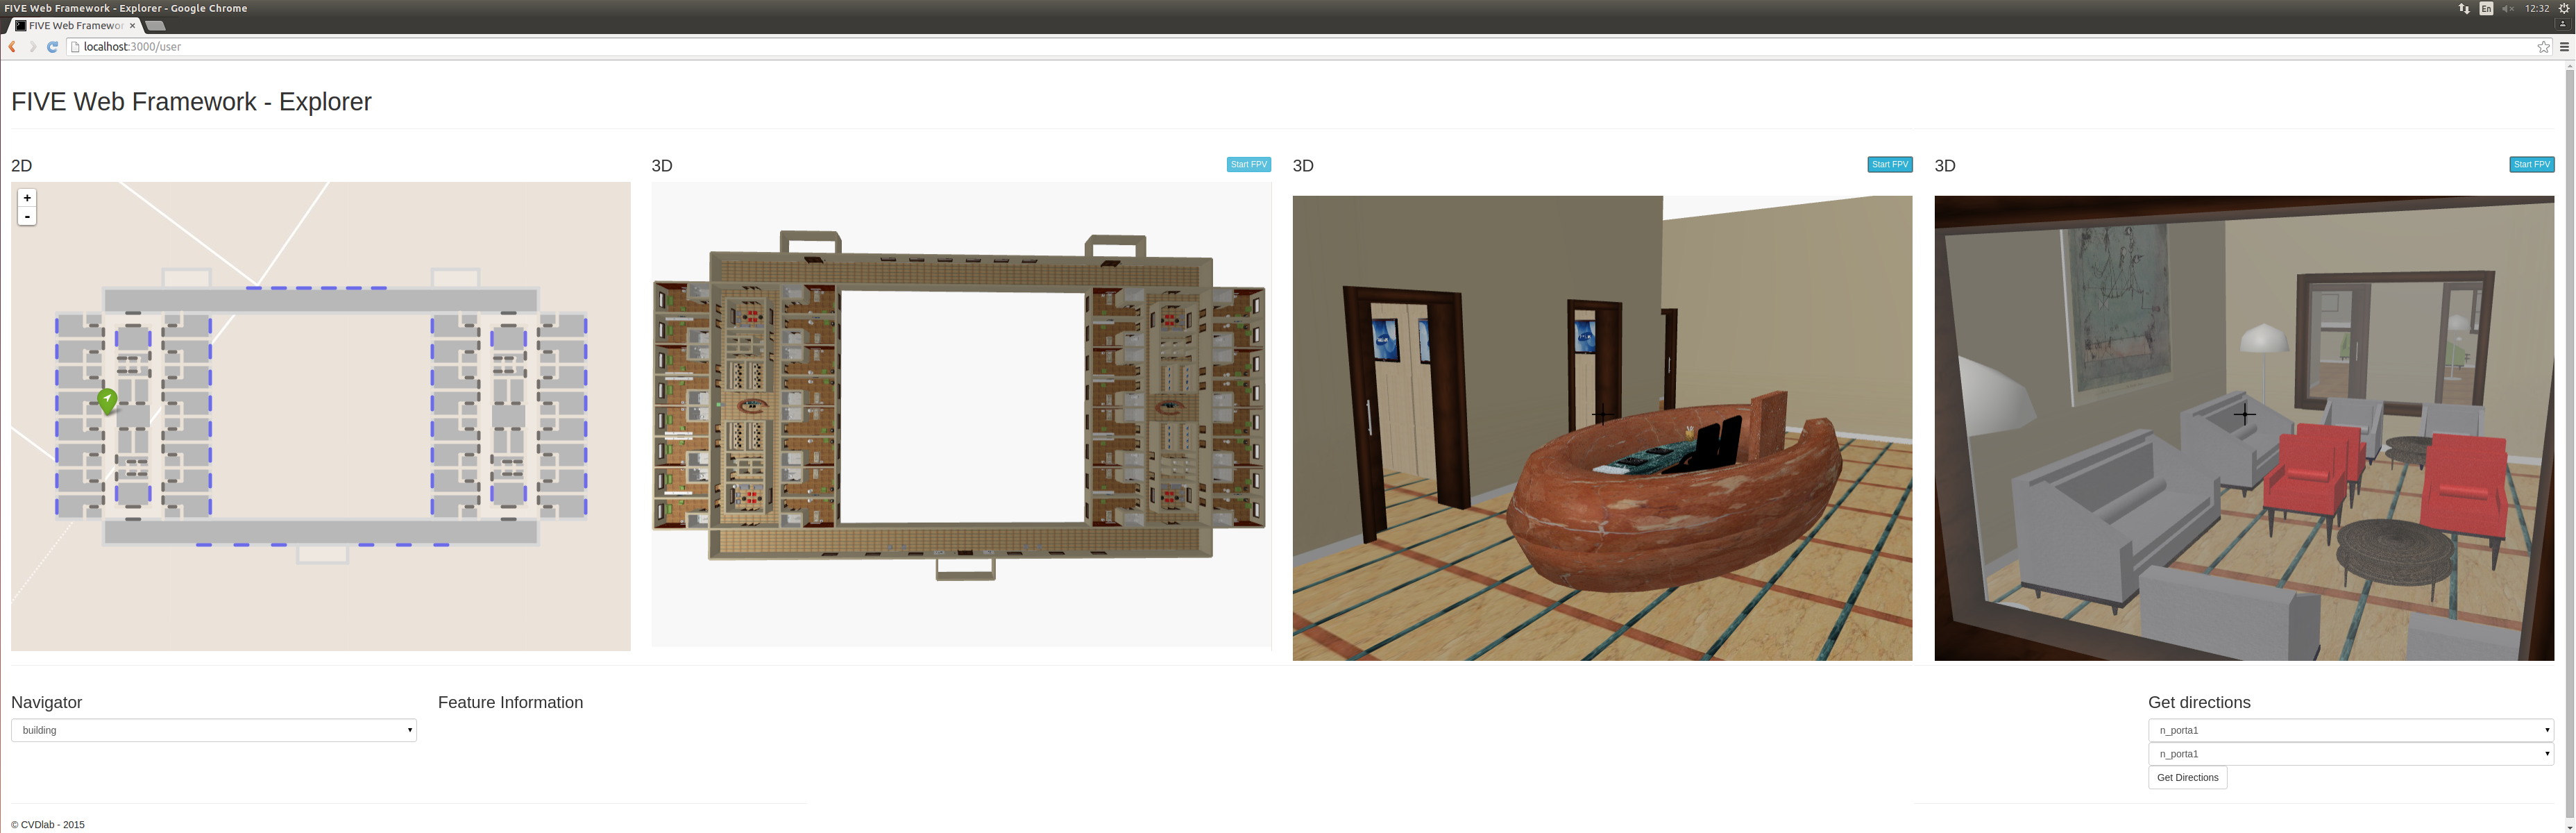 FIVE Web Framework - Explorer - Google Chrome
En
12:32
FIVE Web Framewor
localhost:3000/user
FIVE Web Framework - Explorer
2D
3D
Start FPV
3D
Start FPV
3D
Start FPV
+
-
Navigator
building
Feature Information
Get directions
n_porta1
n_porta1
Get Directions
© CVDlab - 2015